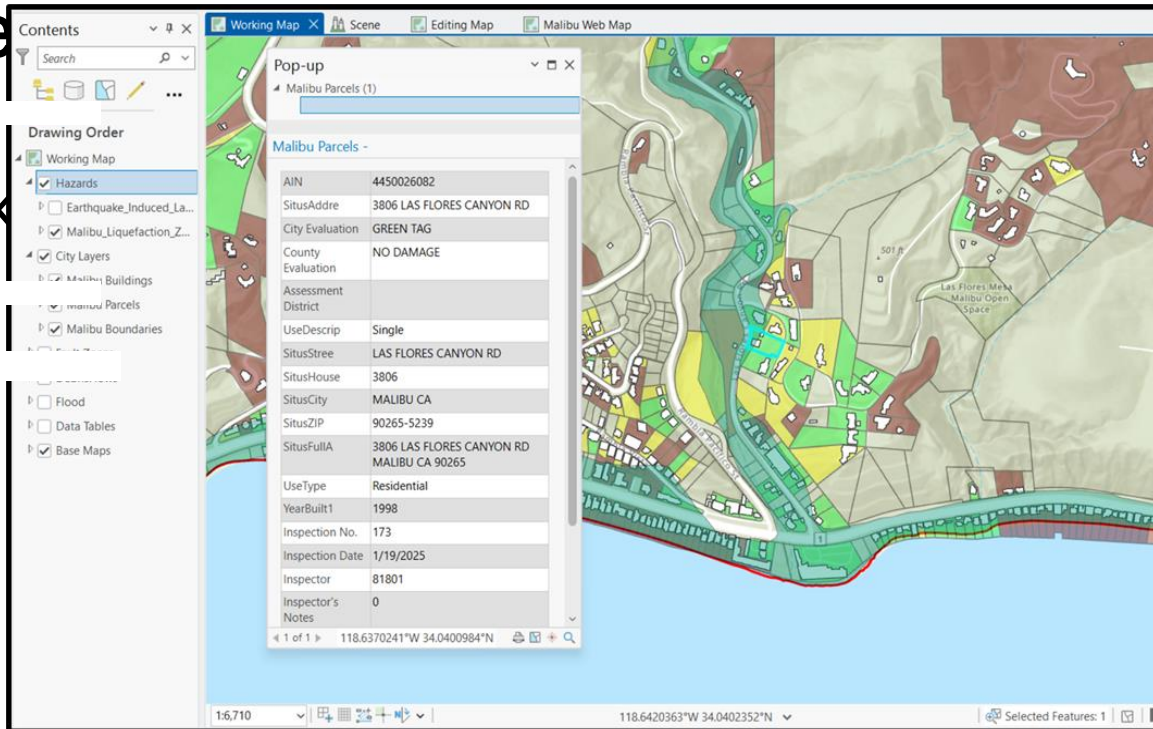 Contents
Search
Drawing Order
Working Map
Hazards
Earthquake_Induced_La...
Malibu_Liquefaction_Z...
City Layers
Malibu Buildings
Malibu Parcels
Malibu Boundaries
Flood
Data Tables
Base Maps
Working Map
Scene
Editing Map
Malibu Web Map
Pop-up
Malibu Parcels (1)
Malibu Parcels -
AIN 4450026082
SitusAddre 3806 LAS FLORES CANYON RD
City Evaluation GREEN TAG
County NO DAMAGE
Evaluation
Assessment
District
UseDescrip Single
SitusStree LAS FLORES CANYON RD
SitusHouse 3806
SitusCity MALIBU CA
SitusZIP 90265-5239
SitusFullA 3806 LAS FLORES CANYON RD
MALIBU CA 90265
UseType Residential
YearBuilt1 1998
Inspection No. 173
Inspection Date 1/19/2025
Inspector 81801
Inspector's 0
Notes
1 of 1 118.6370241°W 34.0400984°N
501 ft
Las Flores Mesa
Malibu Open
Space
Rambla Pacifico St
1
1:6,710
118.6420363°W 34.0402352°N
Selected Features: 1